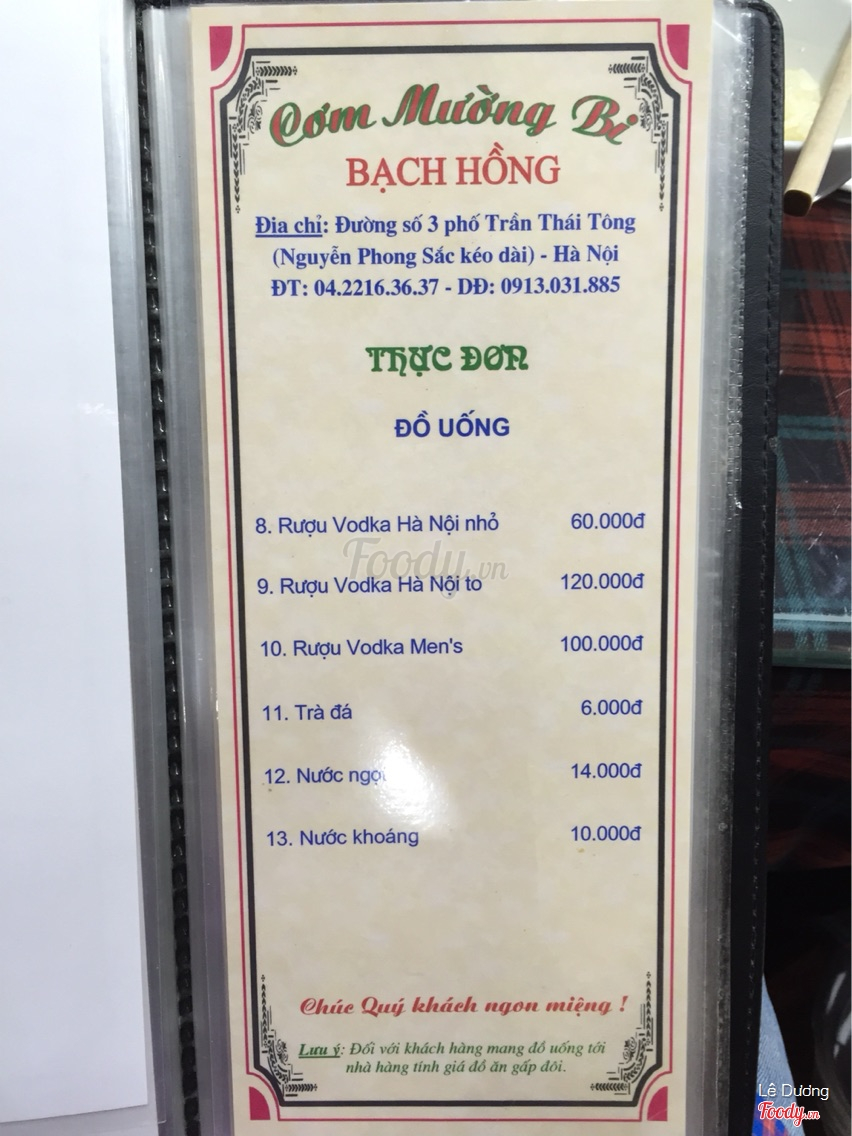 Cơm Mường Bi
BẠCH HỒNG
Địa chỉ: Đường số 3 phố Trần Thái Tông
(Nguyễn Phong Sắc kéo dài) - Hà Nội
ĐT: 04.2216.36.37 - DĐ: 0913.031.885
THỰC ĐƠN
ĐỒ UỐNG
8. Rượu Vodka Hà Nội nhỏ 60.000đ
Foody.vn
9. Rượu Vodka Hà Nội to 120.000đ
10. Rượu Vodka Men's 100.000đ
11. Trà đá 6.000đ
12. Nước ngọt 14.000đ
13. Nước khoáng 10.000đ
Chúc Quý khách ngon miệng !
Lưu ý: Đối với khách hàng mang đồ uống tới
nhà hàng tính giá đồ ăn gấp đôi.
Lê Dương
Foody.vn